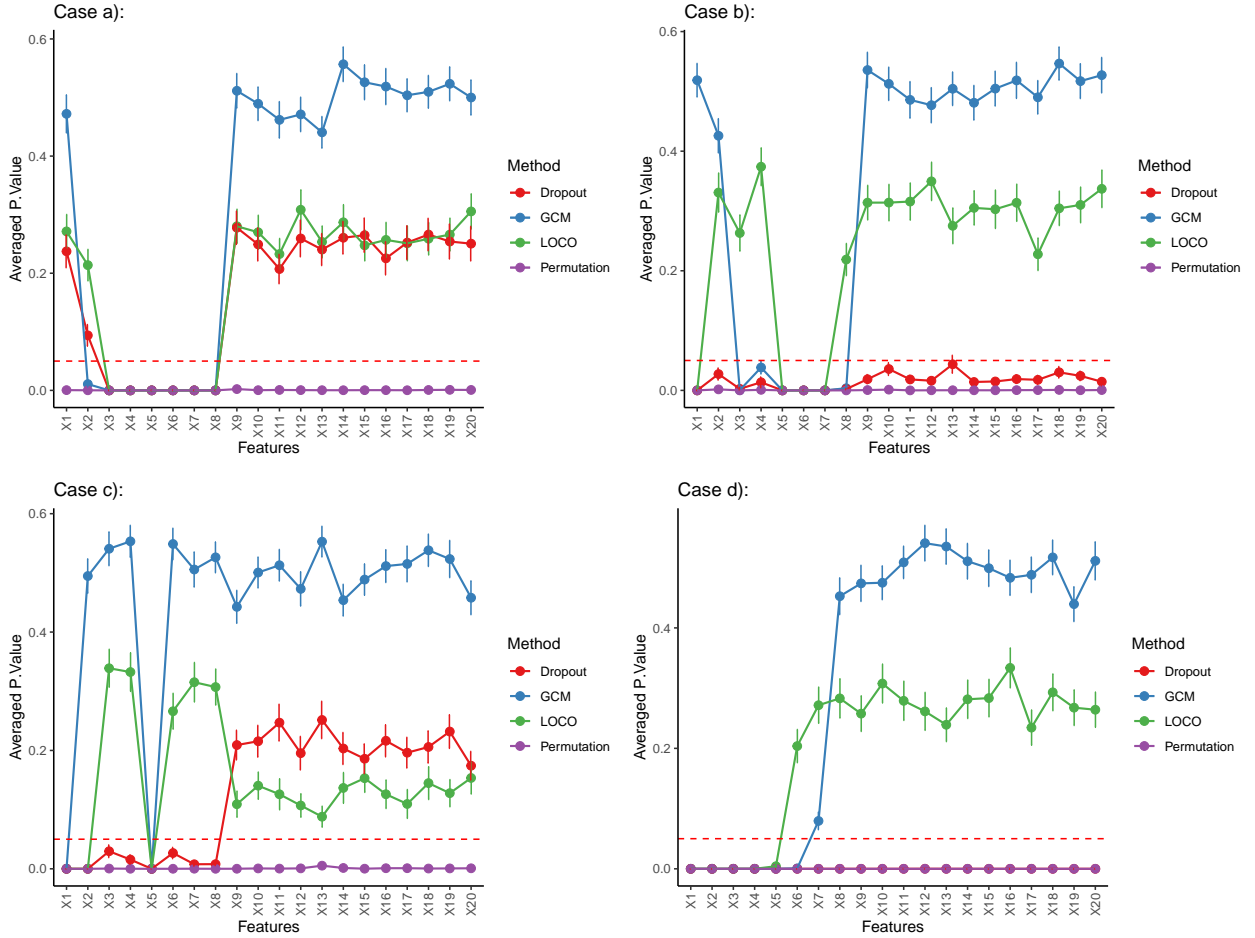 Case a):
0.6
0.4
0.2
0.0
Averaged P.Value
X1 X2 X3 X4 X5 X6 X7 X8 X9 X10 X11 X12 X13 X14 X15 X16 X17 X18 X19 X20
Features
Method
Dropout
GCM
LOCO
Permutation
Case b):
0.6
0.4
0.2
0.0
Averaged P.Value
X1 X2 X3 X4 X5 X6 X7 X8 X9 X10 X11 X12 X13 X14 X15 X16 X17 X18 X19 X20
Features
Method
Dropout
GCM
LOCO
Permutation
Case c):
0.6
0.4
0.2
0.0
Averaged P.Value
X1 X2 X3 X4 X5 X6 X7 X8 X9 X10 X11 X12 X13 X14 X15 X16 X17 X18 X19 X20
Features
Method
Dropout
GCM
LOCO
Permutation
Case d):
0.4
0.2
0.0
Averaged P.Value
X1 X2 X3 X4 X5 X6 X7 X8 X9 X10 X11 X12 X13 X14 X15 X16 X17 X18 X19 X20
Features
Method
Dropout
GCM
LOCO
Permutation